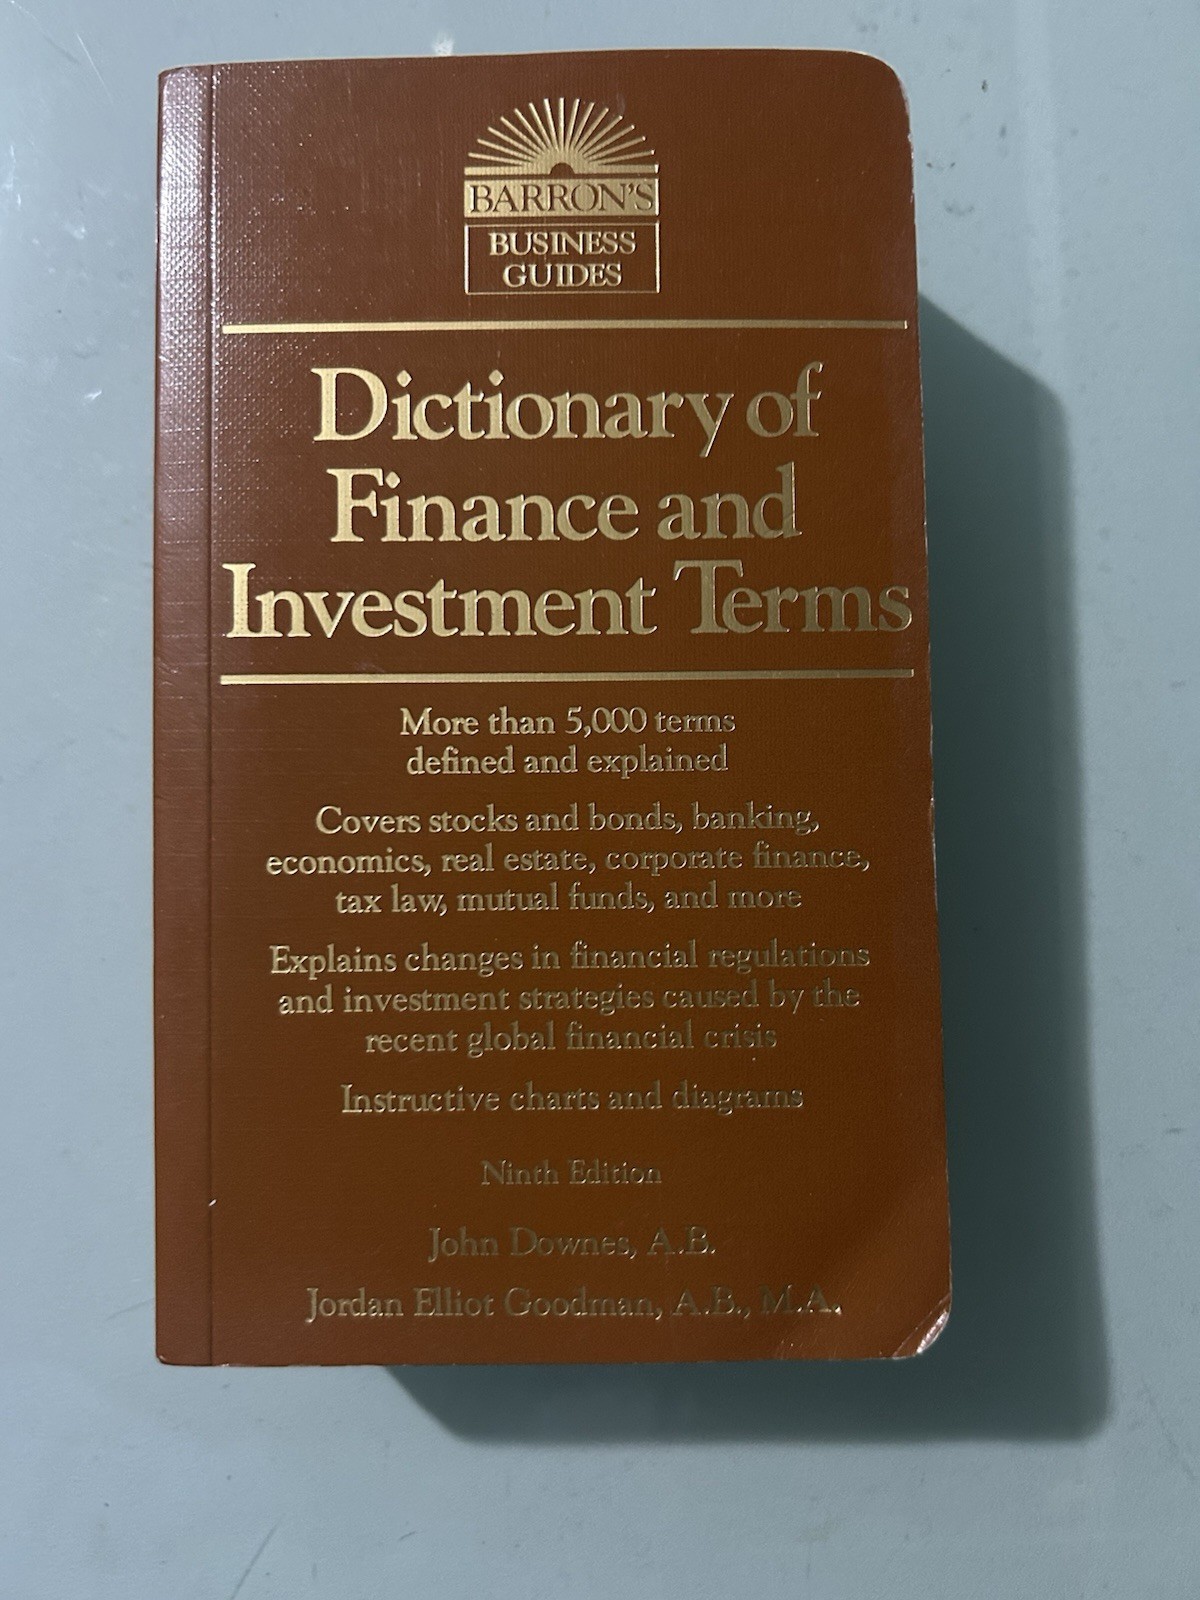 BARRON'S
BUSINESS
GUIDES
Dictionary of
Finance and
Investment Terms
More than 5,000 terms
defined and explained
Covers stocks and bonds, banking,
economics, real estate, corporate finance,
tax law, mutual funds, and more
Explains changes in financial regulations
and investment strategies caused by the
recent global financial crisis
Instructive charts and diagrams
Ninth Edition
John Downes, A.B.
Jordan Elliot Goodman, A.B., M.A.